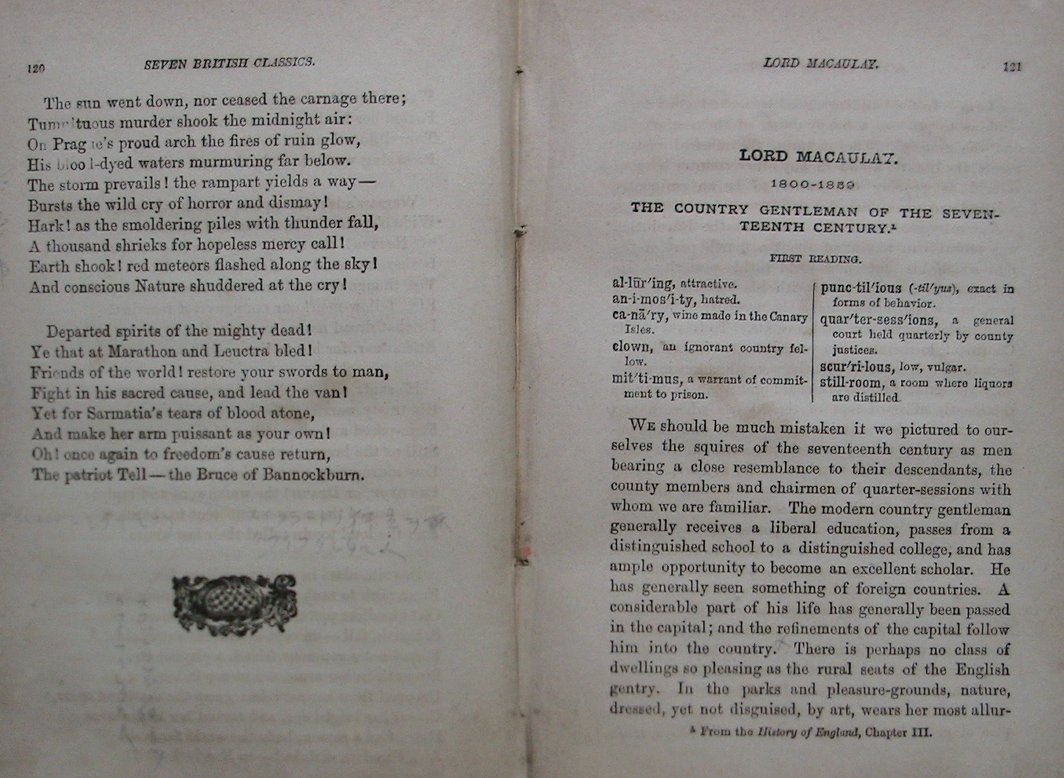 120
SEVEN BRITISH CLASSICS.
The sun went down, nor ceased the carnage there;
Tumultuous murder shook the midnight air:
On Prague's proud arch the fires of ruin glow,
His blood-dyed waters murmuring far below.
The storm prevails! the rampart yields a way—
Bursts the wild cry of horror and dismay!
Hark! as the smoldering piles with thunder fall,
A thousand shrieks for hopeless mercy call!
Earth shook! red meteors flashed along the sky!
And conscious Nature shuddered at the cry!
Departed spirits of the mighty dead!
Ye that at Marathon and Leuctra bled!
Friends of the world! restore your swords to man,
Fight in his sacred cause, and lead the van!
Yet for Sarmatia's tears of blood atone,
And make her arm puissant as your own!
Oh! once again to freedom's cause return,
The patriot Tell—the Bruce of Bannockburn.
LORD MACAULAY.
121
LORD MACAULAY.
1800-1859
THE COUNTRY GENTLEMAN OF THE SEVEN-
TEENTH CENTURY.¹
FIRST READING.
al-lūr′ing, attractive.
an-i-mos′i-ty, hatred.
ca-nā′ry, wine made in the Canary
Isles.
clown, an ignorant country fel-
low.
mit′ti-mus, a warrant of commit-
ment to prison.
punc-til′ious (-til′yus), exact in
forms of behavior.
quar′ter-sess′ions, a general
court held quarterly by county
justices.
scur′ri-lous, low, vulgar.
still-room, a room where liquors
are distilled.
WE should be much mistaken if we pictured to our-
selves the squires of the seventeenth century as men
bearing a close resemblance to their descendants, the
county members and chairmen of quarter-sessions with
whom we are familiar. The modern country gentleman
generally receives a liberal education, passes from a
distinguished school to a distinguished college, and has
ample opportunity to become an excellent scholar. He
has generally seen something of foreign countries. A
considerable part of his life has generally been passed
in the capital; and the refinements of the capital follow
him into the country. There is perhaps no class of
dwellings so pleasing as the rural seats of the English
gentry. In the parks and pleasure-grounds, nature,
dressed, yet not disguised, by art, wears her most allur-
¹ From the History of England, Chapter III.